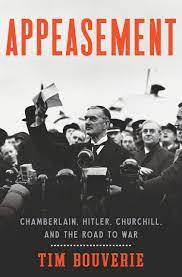 APPEASEMENT
CHAMBERLAIN, HITLER, CHURCHILL,
AND THE ROAD TO WAR
TIM BOUVERIE